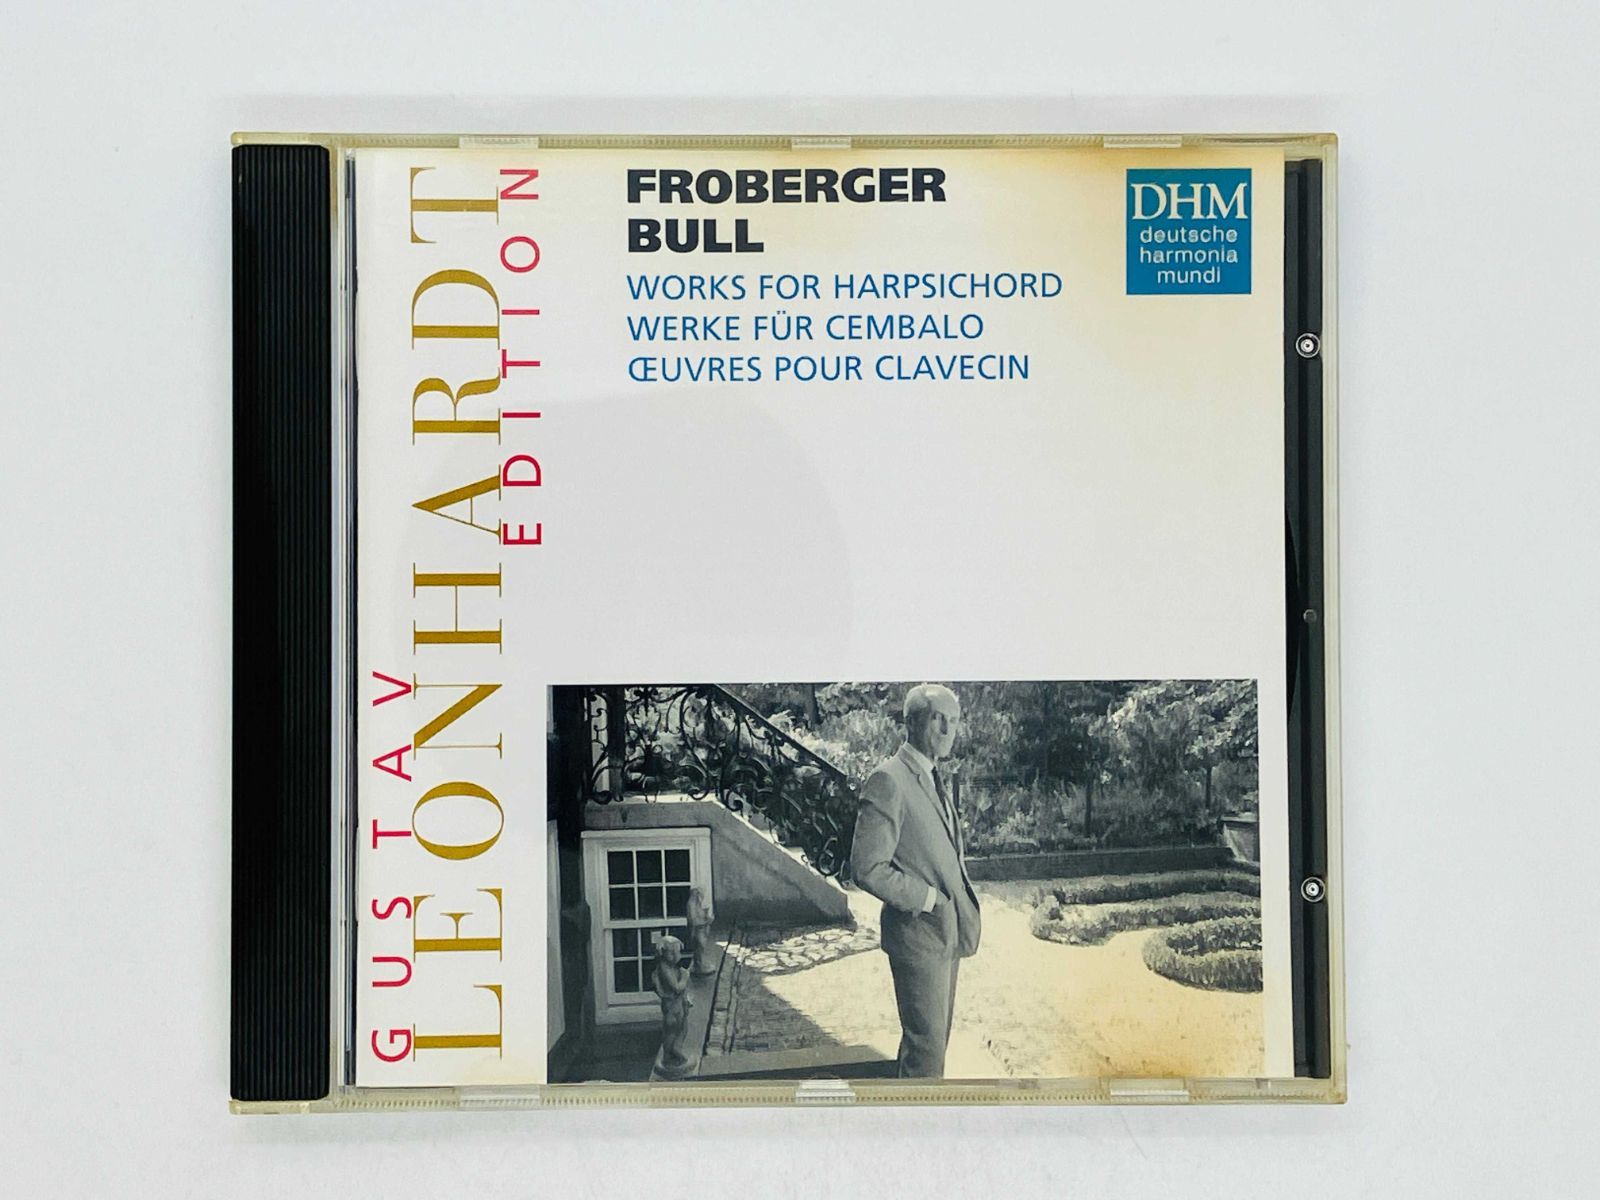 GUSTAV
LEONHARDT
EDITION
FROBERGER
BULL
WORKS FOR HARPSICHORD
WERKE FÜR CEMBALO
ŒUVRES POUR CLAVECIN
DHM
deutsche
harmonia
mundi